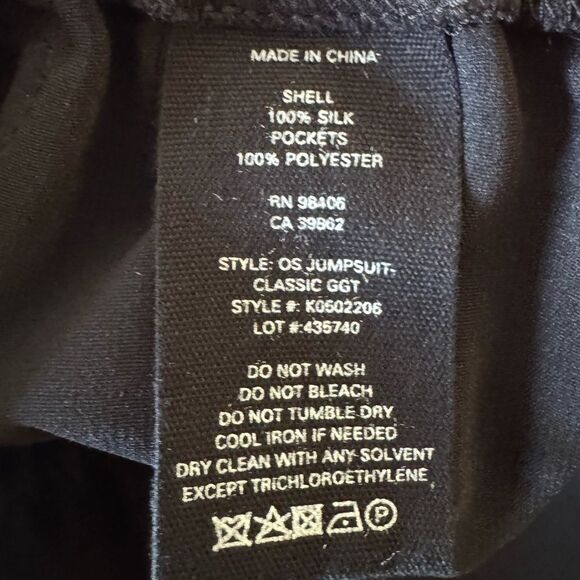 MADE IN CHINA
SHELL
100% SILK
POCKETS
100% POLYESTER
RN 98406
CA 39862
STYLE: OS JUMPSUIT-
CLASSIC GGT
STYLE #: K0502206
LOT #:435740
DO NOT WASH
DO NOT BLEACH
DO NOT TUMBLE DRY
COOL IRON IF NEEDED
DRY CLEAN WITH ANY SOLVENT
EXCEPT TRICHLOROETHYLENE
P